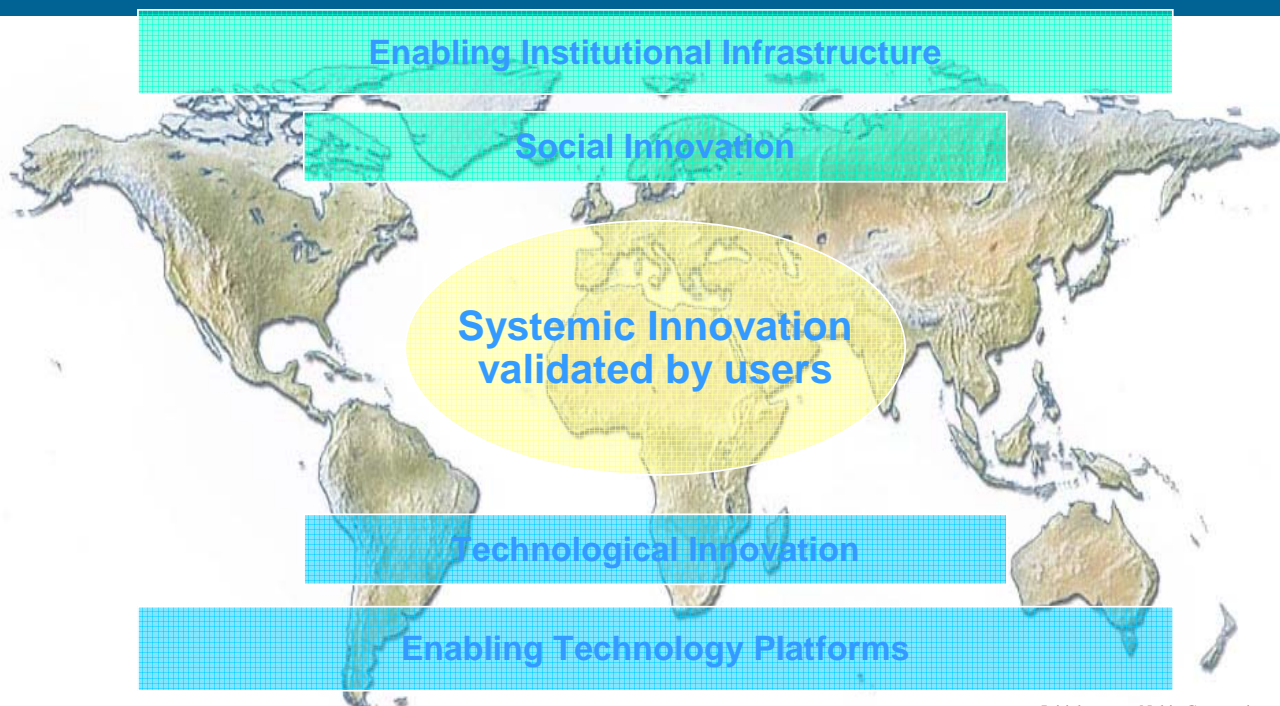 Enabling Institutional Infrastructure
Social Innovation
Systemic Innovation
validated by users
Technological Innovation
Enabling Technology Platforms